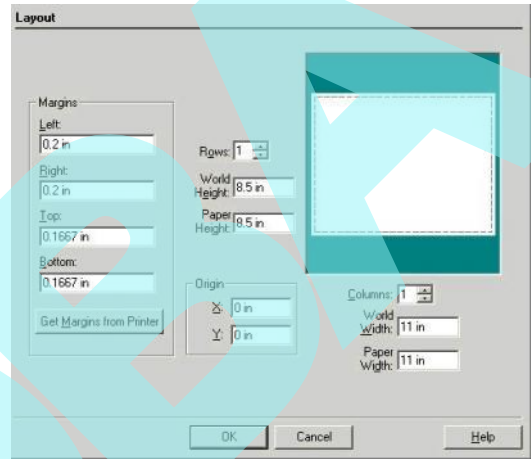 Layout
Margins
Left:
0.2 in
Right:
0.2 in
Top:
0.1667 in
Bottom:
0.1667 in
Get Margins from Printer
Rows: 1
World
Height: 8.5 in
Paper
Height: 8.5 in
Origin
X: 0 in
Y: 0 in
Columns: 1
World
Width: 11 in
Paper
Width: 11 in
OK
Cancel
Help